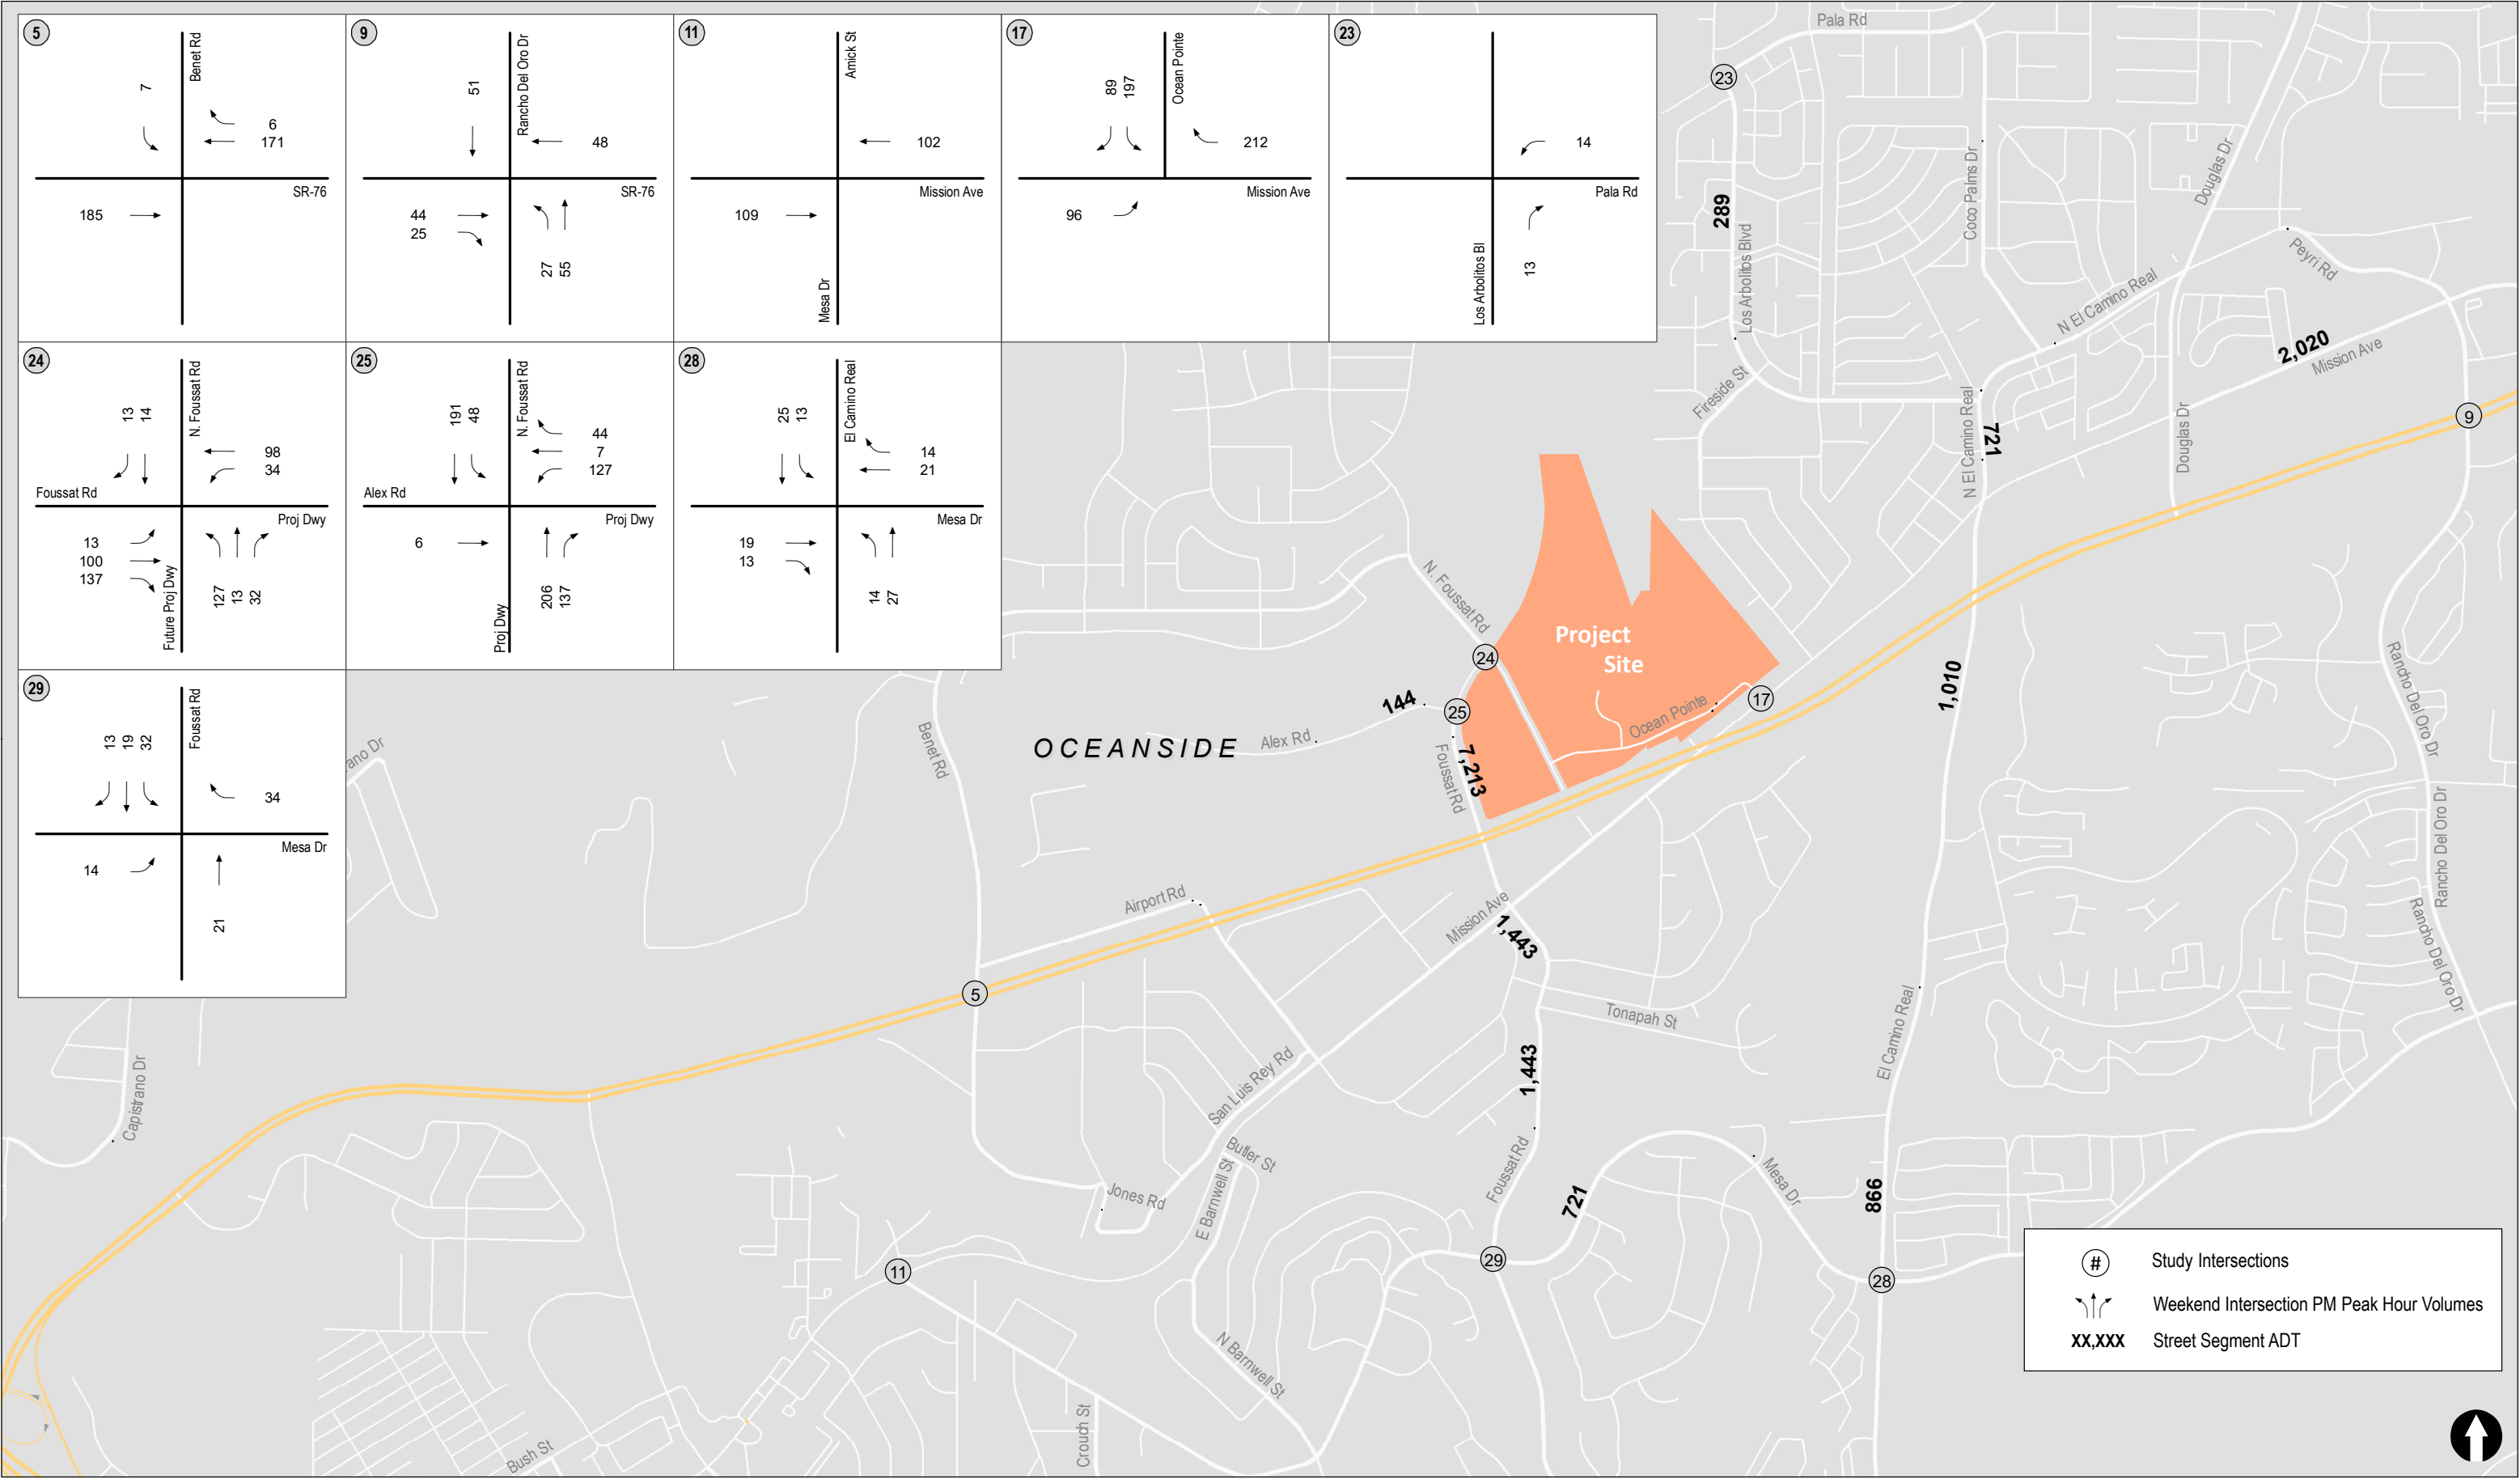 5
Benet Rd
7
6
171
SR-76
185
9
Rancho Del Oro Dr
51
48
SR-76
44
25
27
55
11
Amick St
102
Mission Ave
109
Mesa Dr
17
Ocean Pointe
89
197
212
Mission Ave
96
23
14
Pala Rd
Los Arbolitos Bl
13
24
N. Foussat Rd
13
14
98
34
Foussat Rd
Proj Dwy
13
100
137
Future Proj Dwy
127
13
32
25
N. Foussat Rd
191
48
44
7
127
Alex Rd
Proj Dwy
6
Proj Dwy
206
137
28
El Camino Real
25
13
14
21
Mesa Dr
19
13
14
27
29
Foussat Rd
13
19
32
34
Mesa Dr
14
21
Pala Rd
23
289
Los Arbolitos Blvd
Coco Palms Dr
Douglas Dr
Peyri Rd
N El Camino Real
2,020
Mission Ave
Fireside St
N El Camino Real
721
Douglas Dr
9
N. Foussat Rd
Project
Site
24
17
144
25
Ocean Pointe
OCEANSIDE
Alex Rd
Foussat Rd
7,213
Benet Rd
ano Dr
1,010
Rancho Del Oro Dr
Rancho Del Oro Dr
Rancho Del Oro Dr
Airport Rd
Mission Ave
1,443
5
Tonapah St
El Camino Real
1,443
San Luis Rey Rd
Capistrano Dr
Butler St
Foussat Rd
Mesa Dr
Jones Rd
E Barnwell St
721
866
11
29
28
N Barnwell St
Crouch St
Bush St
#
Study Intersections
Weekend Intersection PM Peak Hour Volumes
XX,XXX
Street Segment ADT